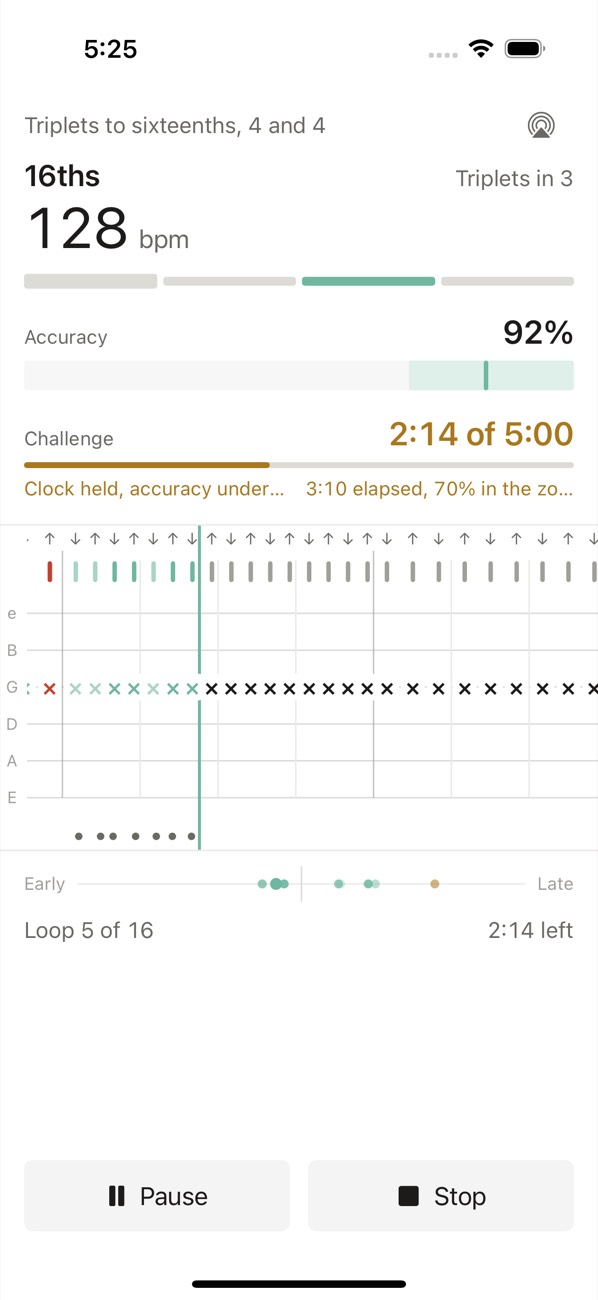 5:25
Triplets to sixteenths, 4 and 4
16ths
Triplets in 3
128 bpm
Accuracy
92%
Challenge
2:14 of 5:00
Clock held, accuracy under...
3:10 elapsed, 70% in the zo...
e
B
G
D
A
E
Early
Late
Loop 5 of 16
2:14 left
Pause
Stop